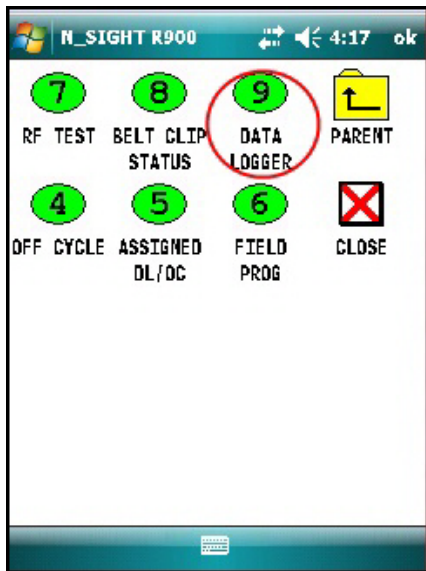 N_SIGHT R900 4:17 ok
7 8 9
RF TEST BELT CLIP DATA PARENT
STATUS LOGGER
4 5 6
OFF CYCLE ASSIGNED FIELD CLOSE
DL/OC PROG